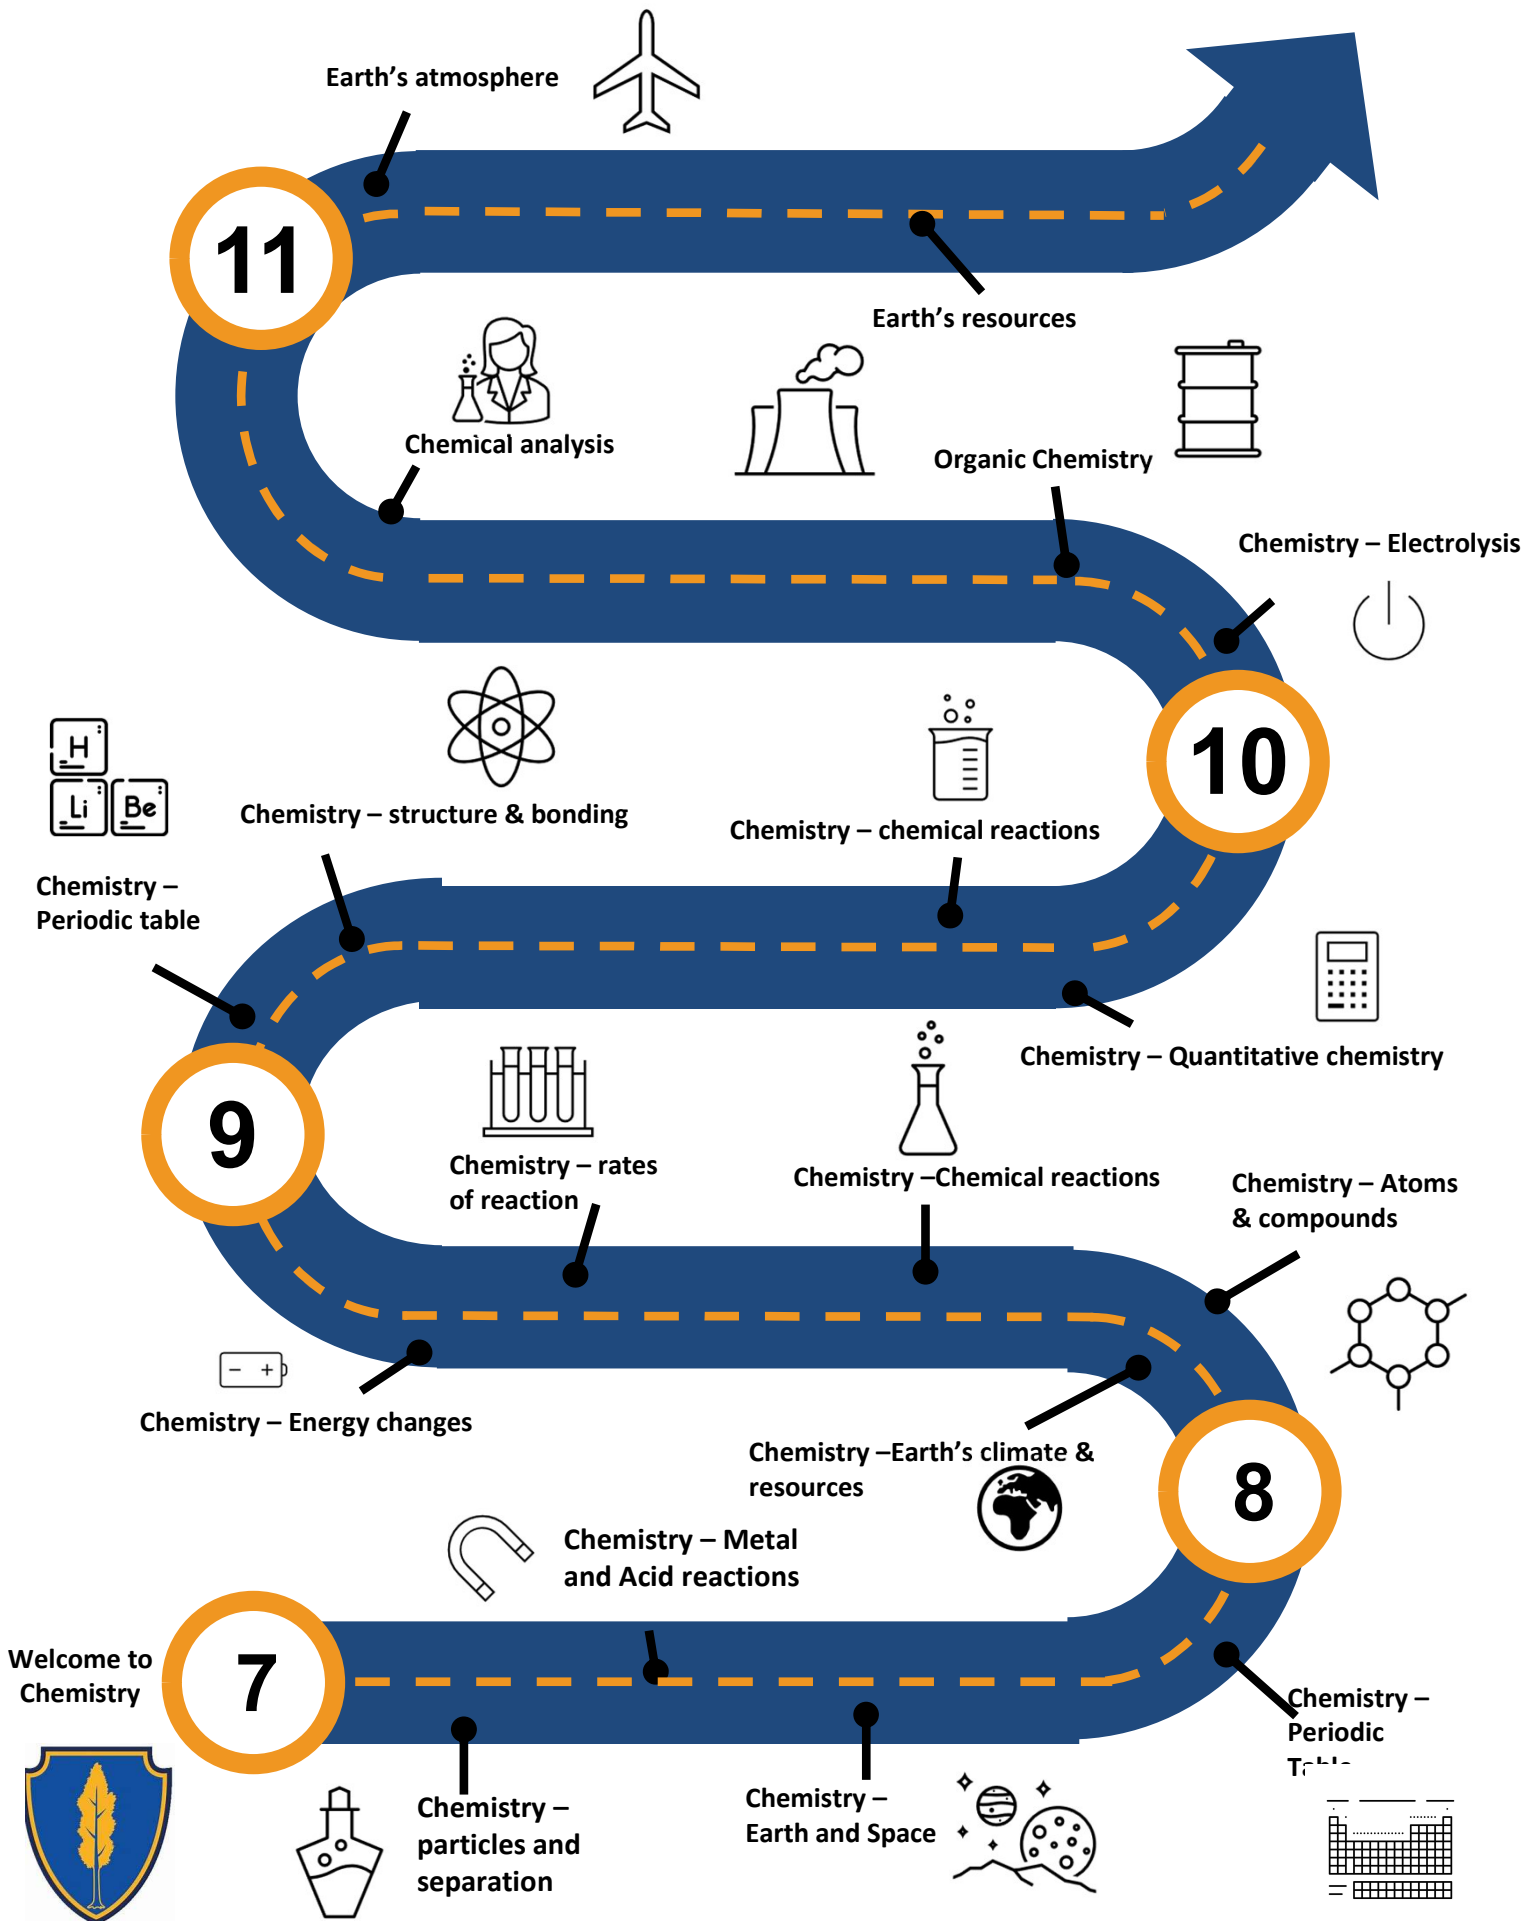 Earth's atmosphere
11
Earth's resources
Chemical analysis
Organic Chemistry
Chemistry – Electrolysis
10
H
Li
Be
Chemistry – structure & bonding
Chemistry – chemical reactions
Chemistry –
Periodic table
Chemistry – Quantitative chemistry
9
Chemistry – rates
of reaction
Chemistry –Chemical reactions
Chemistry – Atoms
& compounds
Chemistry – Energy changes
Chemistry –Earth's climate &
resources
8
Chemistry – Metal
and Acid reactions
Welcome to
Chemistry
7
Chemistry –
Periodic
Table
Chemistry –
particles and
separation
Chemistry –
Earth and Space